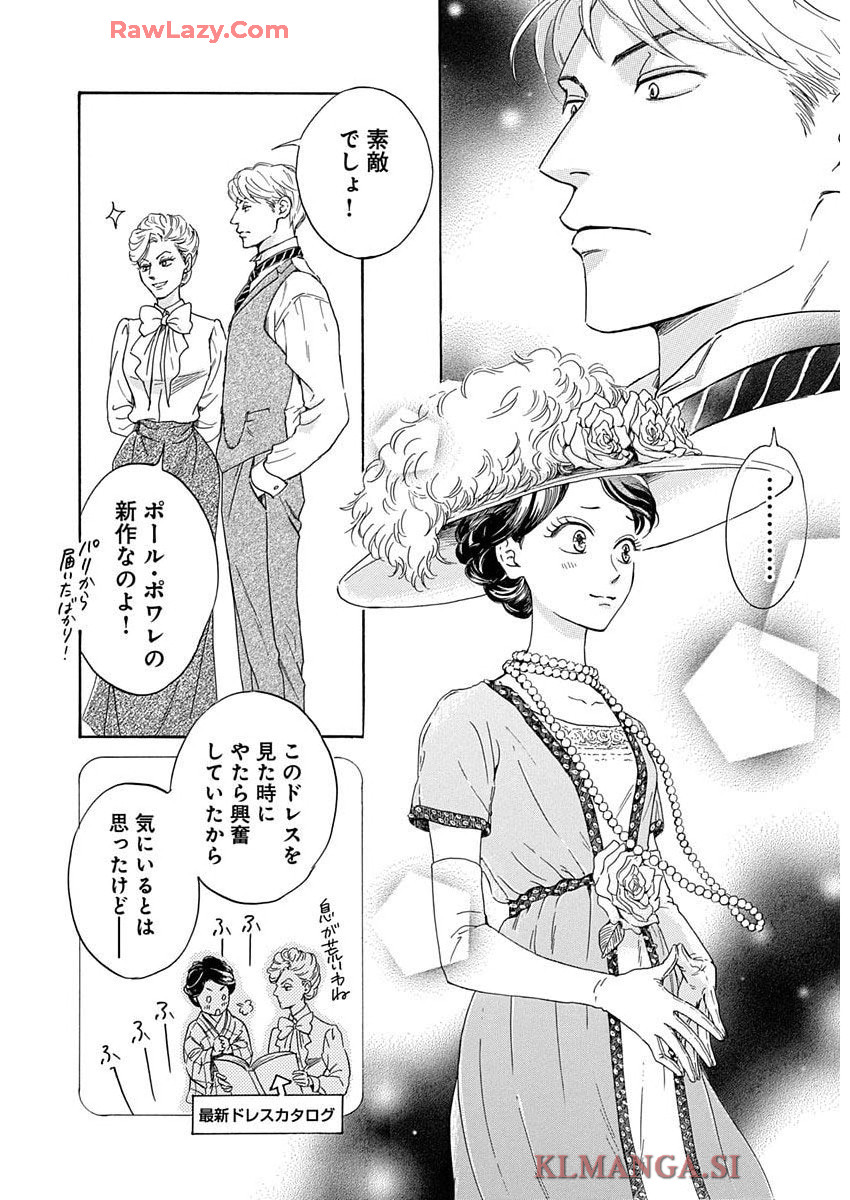 RawLazy.Com
………
素敵
でしょ！
ポール・ポワレの
新作なのよ！
パリから
届いたばかり！
このドレスを
見た時に
やたら興奮
していたから
気にいるとは
思ったけど――
息が荒いわね
ふ、
ふ、
ふ、
ふ、
ふ、
最新ドレスカタログ
KLMANGA.SI